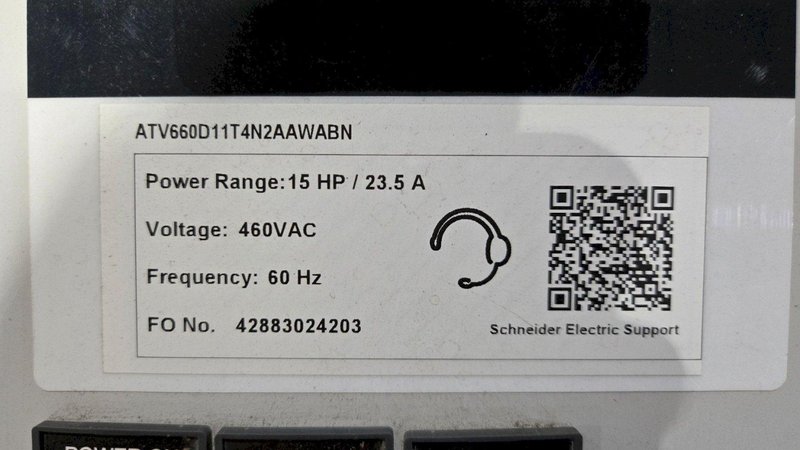 ATV660D11T4N2AAWABN
Power Range:15 HP / 23.5 A
Voltage: 460VAC
Frequency: 60 Hz
FO No. 42883024203
Schneider Electric Support